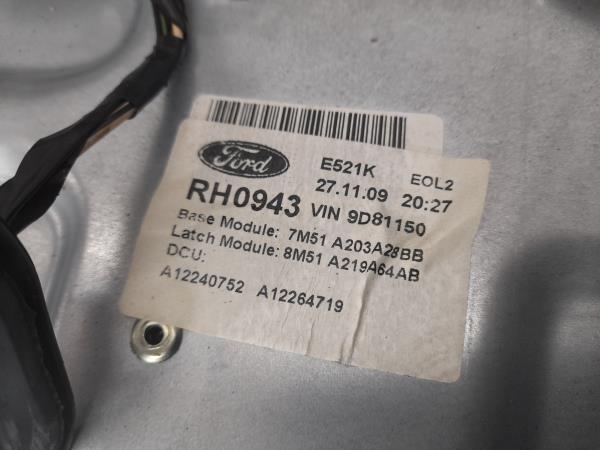 Ford E521K EOL2
27.11.09 20:27
RH0943 VIN 9D81150
Base Module: 7M51 A203A28BB
Latch Module: 8M51 A219A64AB
DCU:
A12240752 A12264719